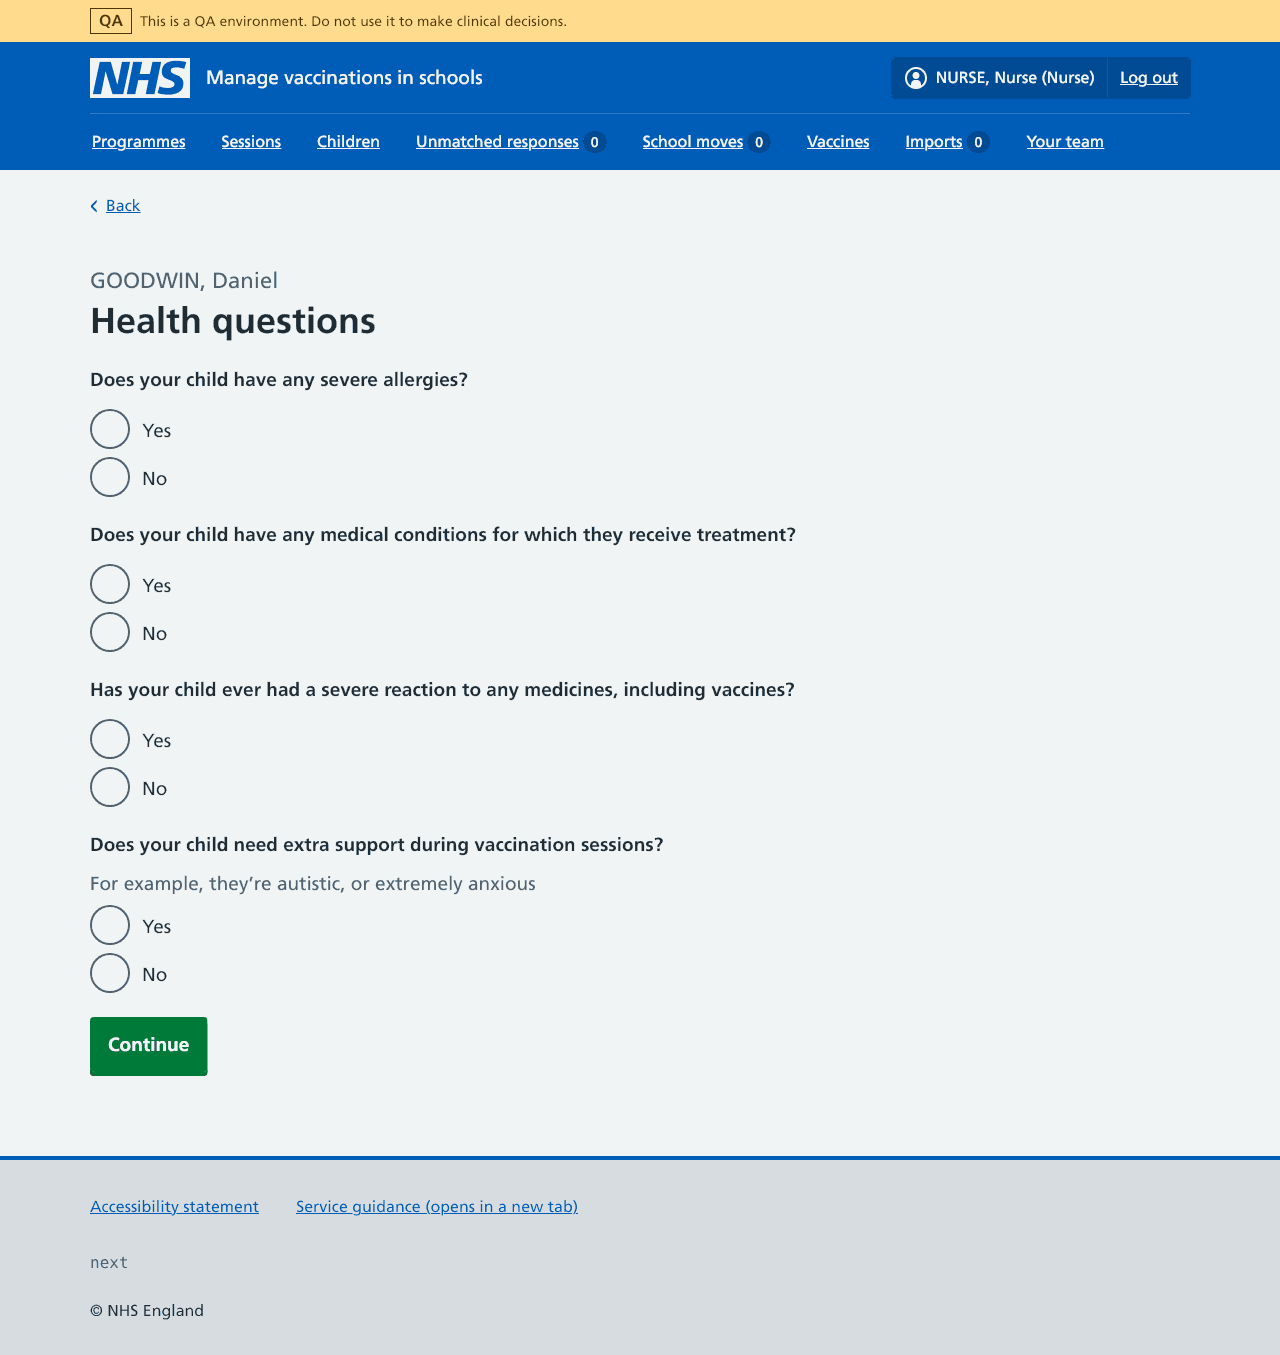 QA This is a QA environment. Do not use it to make clinical decisions.
NHS Manage vaccinations in schools NURSE, Nurse (Nurse) Log out
Programmes Sessions Children Unmatched responses 0 School moves 0 Vaccines Imports 0 Your team
Back
GOODWIN, Daniel
Health questions
Does your child have any severe allergies?
Yes
No
Does your child have any medical conditions for which they receive treatment?
Yes
No
Has your child ever had a severe reaction to any medicines, including vaccines?
Yes
No
Does your child need extra support during vaccination sessions?
For example, they’re autistic, or extremely anxious
Yes
No
Continue
Accessibility statement Service guidance (opens in a new tab)
next
© NHS England